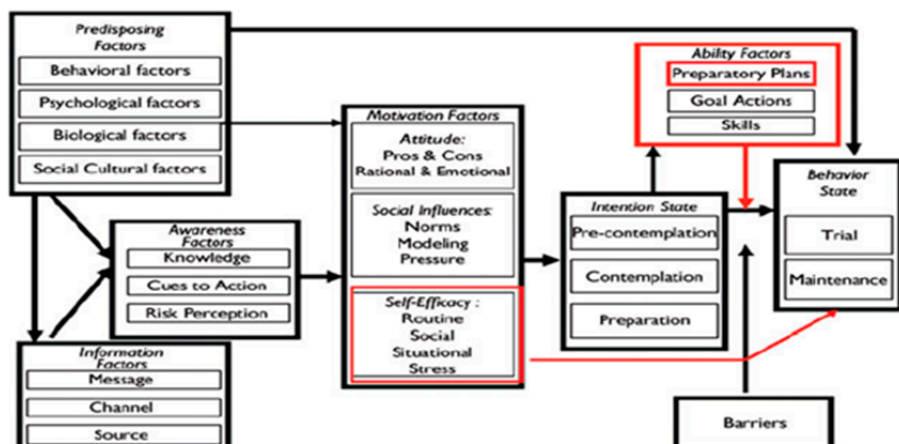 Predisposing
Factors
Behavioral factors
Psychological factors
Biological factors
Social Cultural factors
Awareness
Factors
Knowledge
Cues to Action
Risk Perception
Information
Factors
Message
Channel
Source
Motivation Factors
Attitude:
Pros & Cons
Rational & Emotional
Social Influences:
Norms
Modeling
Pressure
Self-Efficacy :
Routine
Social
Situational
Stress
Intention State
Pre-contemplation
Contemplation
Preparation
Ability Factors
Preparatory Plans
Goal Actions
Skills
Behavior
State
Trial
Maintenance
Barriers